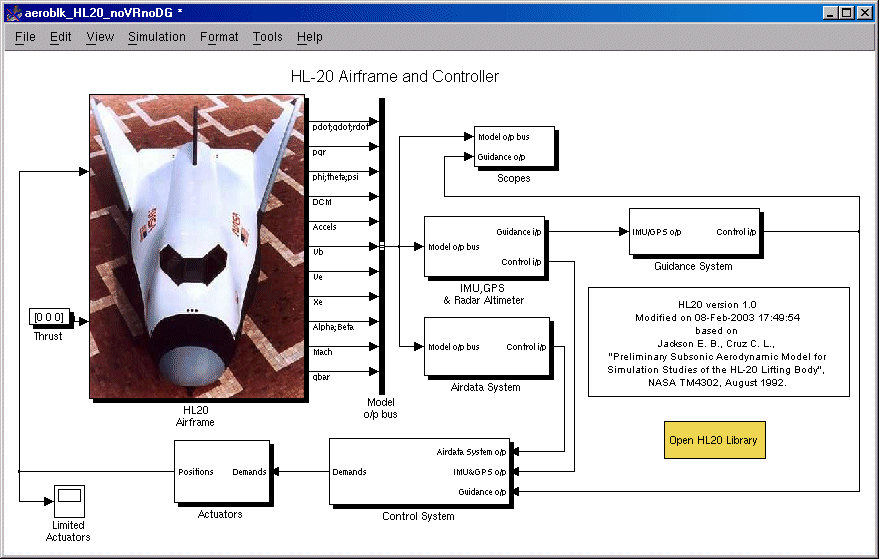 aeroblk_HL20_noVRnoDG *
File Edit View Simulation Format Tools Help
HL-20 Airframe and Controller
pdot;qdot;rdot
pqr
phi;theta;psi
DCM
Accels
Vb
Ve
Xe
Alpha;Beta
Mach
qbar
Model
o/p bus
[0 0 0]
Thrust
HL20
Airframe
Model o/p bus
Guidance o/p
Scopes
Model o/p bus
Guidance i/p
Control i/p
IMU,GPS
& Radar Altimeter
IMU/GPS o/p
Control i/p
Guidance System
Model o/p bus
Control i/p
Airdata System
HL20 version 1.0
Modified on 08-Feb-2003 17:49:54
based on
Jackson E. B., Cruz C. L.,
"Preliminary Subsonic Aerodynamic Model for
Simulation Studies of the HL-20 Lifting Body",
NASA TM4302, August 1992.
Open HL20 Library
Positions
Demands
Actuators
Demands
Airdata System o/p
IMU&GPS o/p
Guidance o/p
Control System
Limited
Actuators